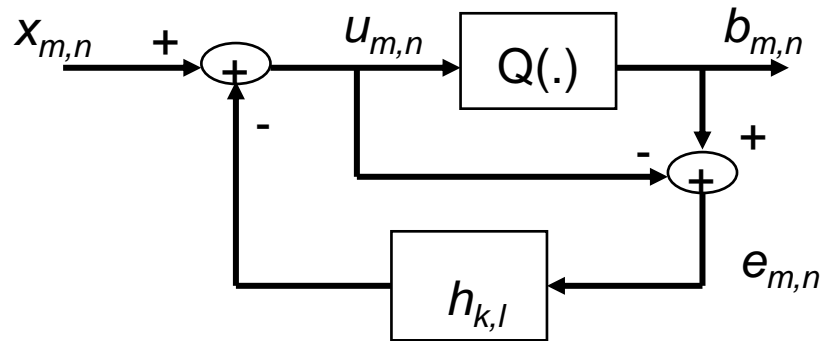 x_{m,n} + u_{m,n} Q(.) b_{m,n}
+
- - +
+
h_{k,l} e_{m,n}